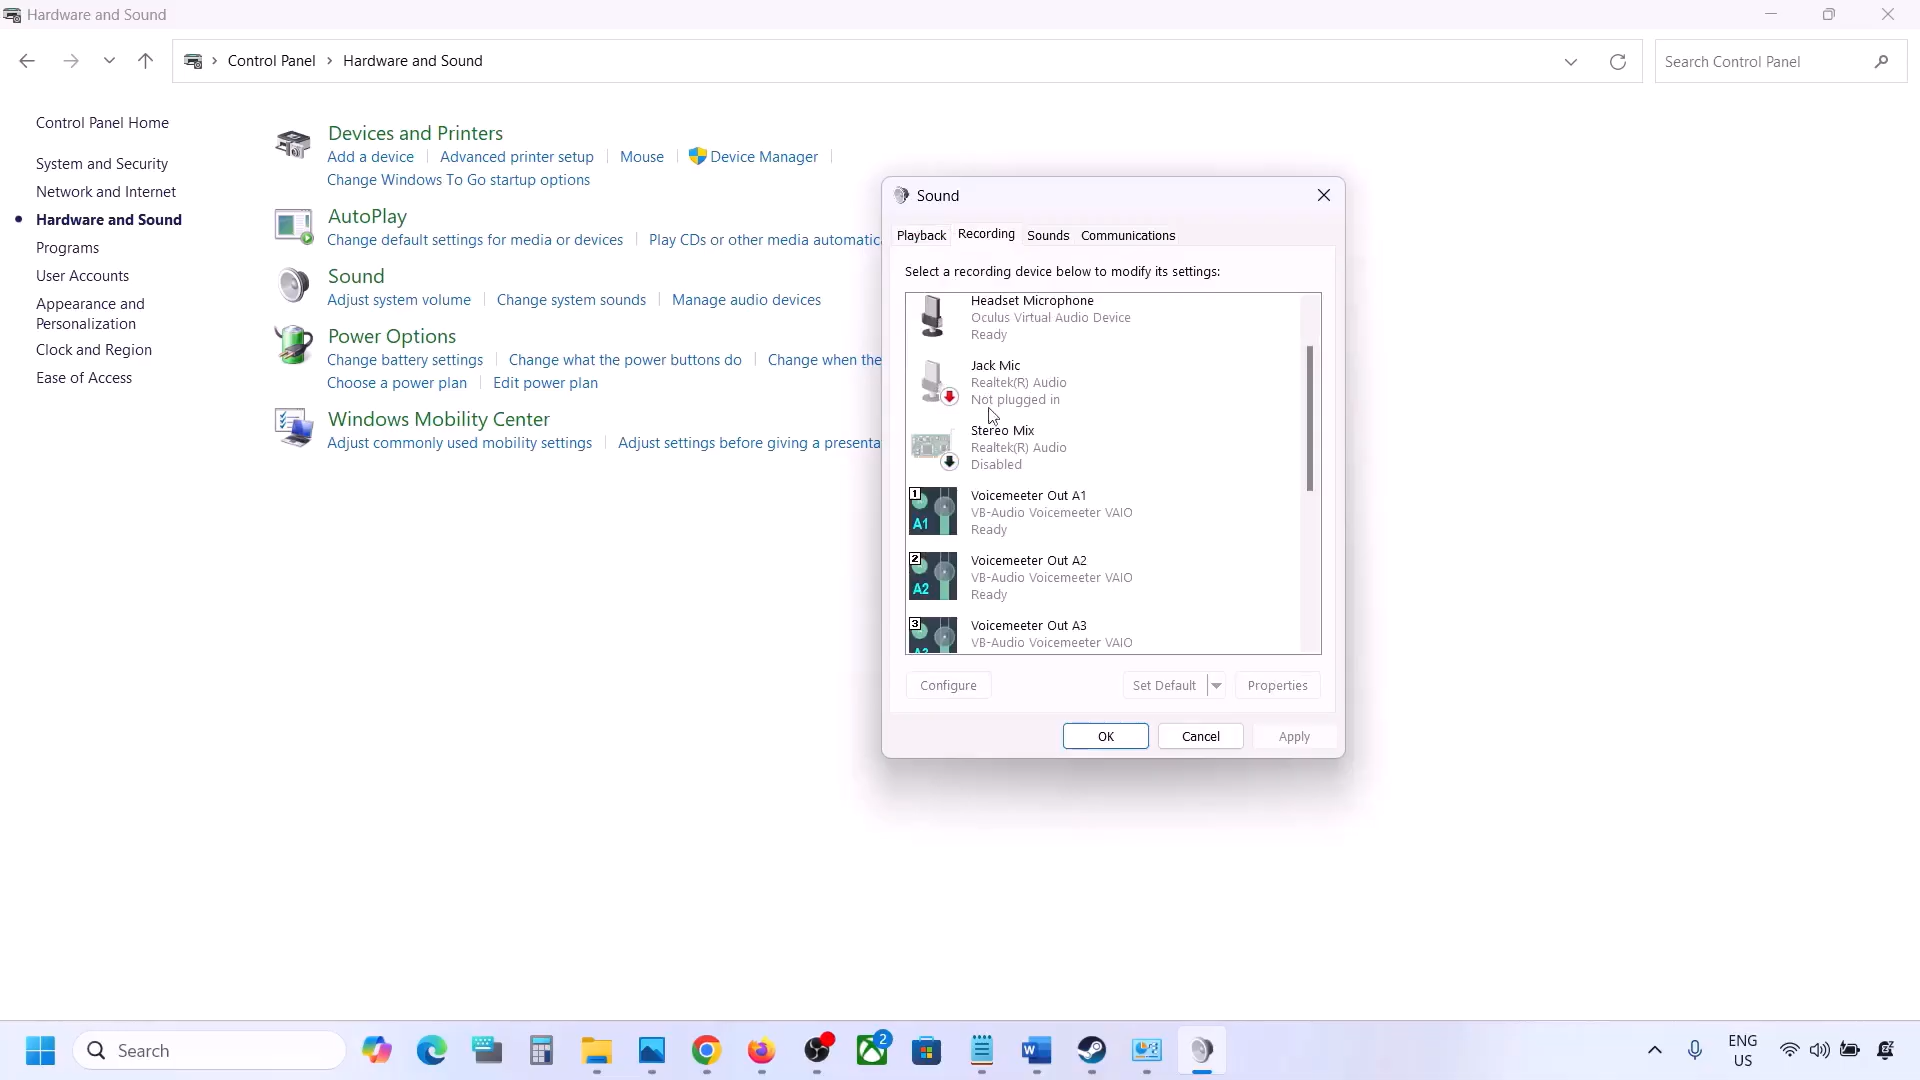 Hardware and Sound
Control Panel › Hardware and Sound
Search Control Panel
Control Panel Home
System and Security
Network and Internet
Hardware and Sound
Programs
User Accounts
Appearance and
Personalization
Clock and Region
Ease of Access
Devices and Printers
Add a device
Advanced printer setup
Mouse
Device Manager
Change Windows To Go startup options
AutoPlay
Change default settings for media or devices
Play CDs or other media automatic
Sound
Adjust system volume
Change system sounds
Manage audio devices
Power Options
Change battery settings
Change what the power buttons do
Change when the
Choose a power plan
Edit power plan
Windows Mobility Center
Adjust commonly used mobility settings
Adjust settings before giving a presenta
Sound
Playback
Recording
Sounds
Communications
Select a recording device below to modify its settings:
Headset Microphone
Oculus Virtual Audio Device
Ready
Jack Mic
Realtek(R) Audio
Not plugged in
Stereo Mix
Realtek(R) Audio
Disabled
1
A1
Voicemeeter Out A1
VB-Audio Voicemeeter VAIO
Ready
2
A2
Voicemeeter Out A2
VB-Audio Voicemeeter VAIO
Ready
3
A3
Voicemeeter Out A3
VB-Audio Voicemeeter VAIO
Configure
Set Default
Properties
OK
Cancel
Apply
Search
2
ENG
US